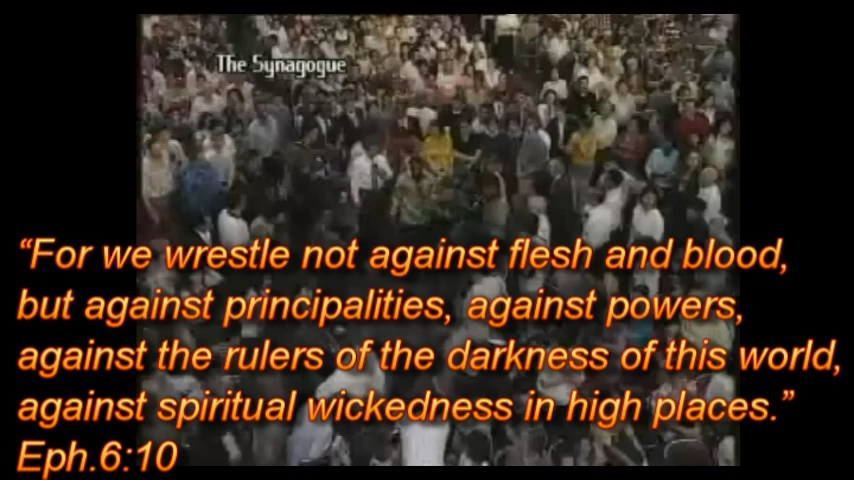 The Synagogue
“For we wrestle not against flesh and blood,
but against principalities, against powers,
against the rulers of the darkness of this world,
against spiritual wickedness in high places.”
Eph.6:10